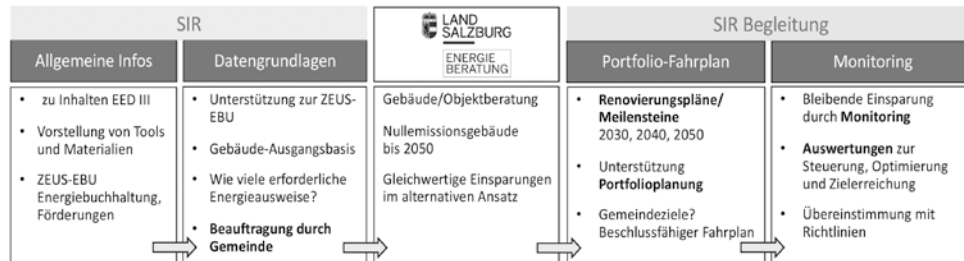 SIR
Allgemeine Infos
• zu Inhalten EED III
• Vorstellung von Tools
und Materialien
• ZEUS-EBU
Energiebuchhaltung,
Förderungen
Datengrundlagen
• Unterstützung zur ZEUS-
EBU
• Gebäude-Ausgangsbasis
• Wie viele erforderliche
Energieausweise?
• Beauftragung durch
Gemeinde
LAND
SALZBURG
ENERGIE
BERATUNG
Gebäude/Objektberatung
Nullemissionsgebäude
bis 2050
Gleichwertige Einsparungen
im alternativen Ansatz
SIR Begleitung
Portfolio-Fahrplan
• Renovierungspläne/
Meilensteine
2030, 2040, 2050
• Unterstützung
Portfolioplanung
• Gemeindeziele?
Beschlussfähiger Fahrplan
Monitoring
• Bleibende Einsparung
durch Monitoring
• Auswertungen zur
Steuerung, Optimierung
und Zielerreichung
• Übereinstimmung mit
Richtlinien